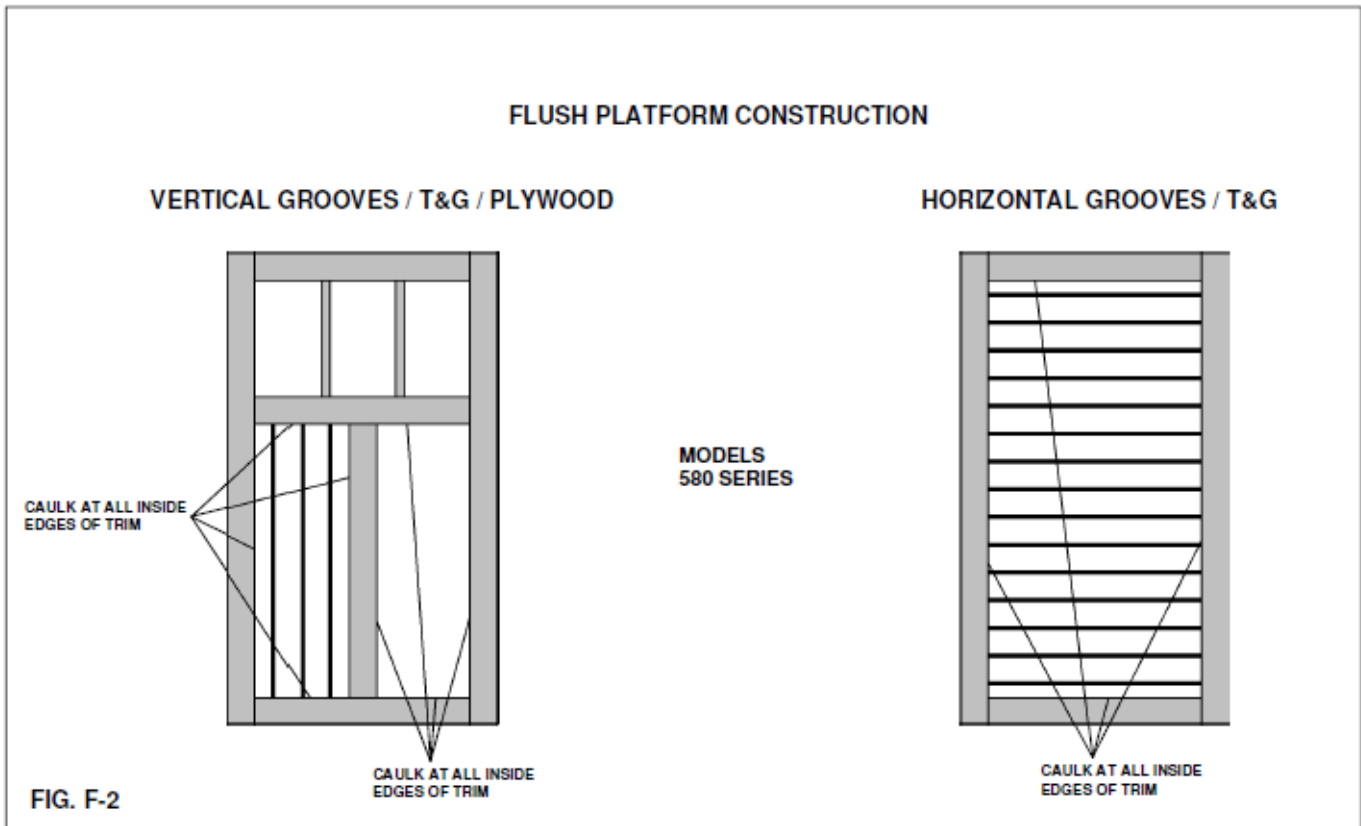 FLUSH PLATFORM CONSTRUCTION
VERTICAL GROOVES / T&G / PLYWOOD
HORIZONTAL GROOVES / T&G
MODELS
580 SERIES
CAULK AT ALL INSIDE
EDGES OF TRIM
CAULK AT ALL INSIDE
EDGES OF TRIM
CAULK AT ALL INSIDE
EDGES OF TRIM
FIG. F-2